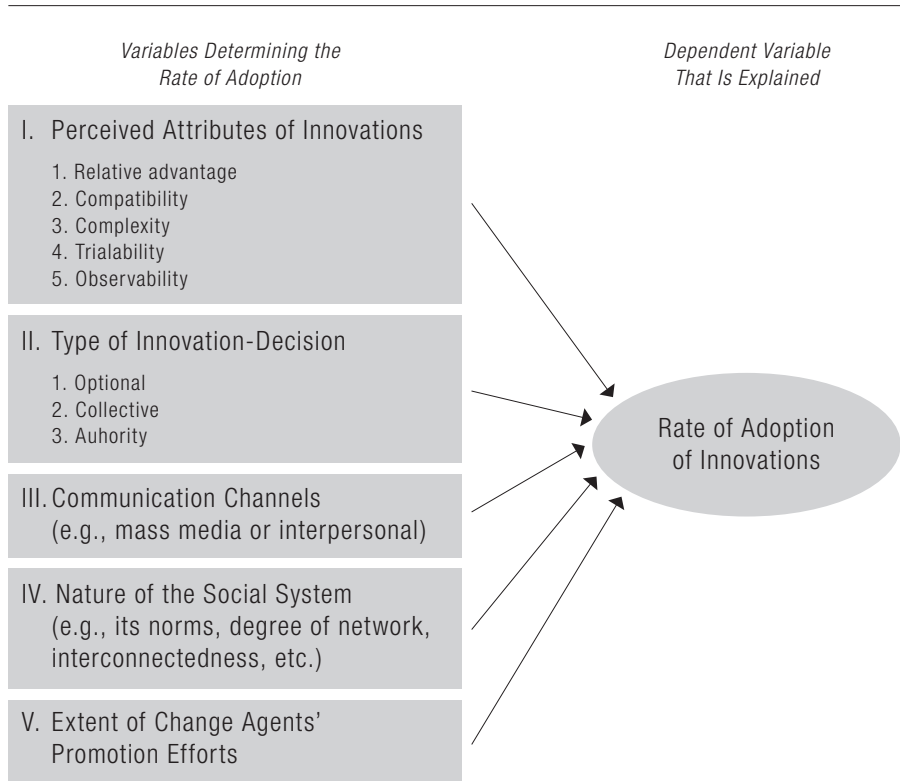 Variables Determining the
Rate of Adoption
Dependent Variable
That Is Explained
I. Perceived Attributes of Innovations
1. Relative advantage
2. Compatibility
3. Complexity
4. Trialability
5. Observability
II. Type of Innovation-Decision
1. Optional
2. Collective
3. Auhority
III. Communication Channels
(e.g., mass media or interpersonal)
IV. Nature of the Social System
(e.g., its norms, degree of network,
interconnectedness, etc.)
V. Extent of Change Agents’
Promotion Efforts
Rate of Adoption
of Innovations